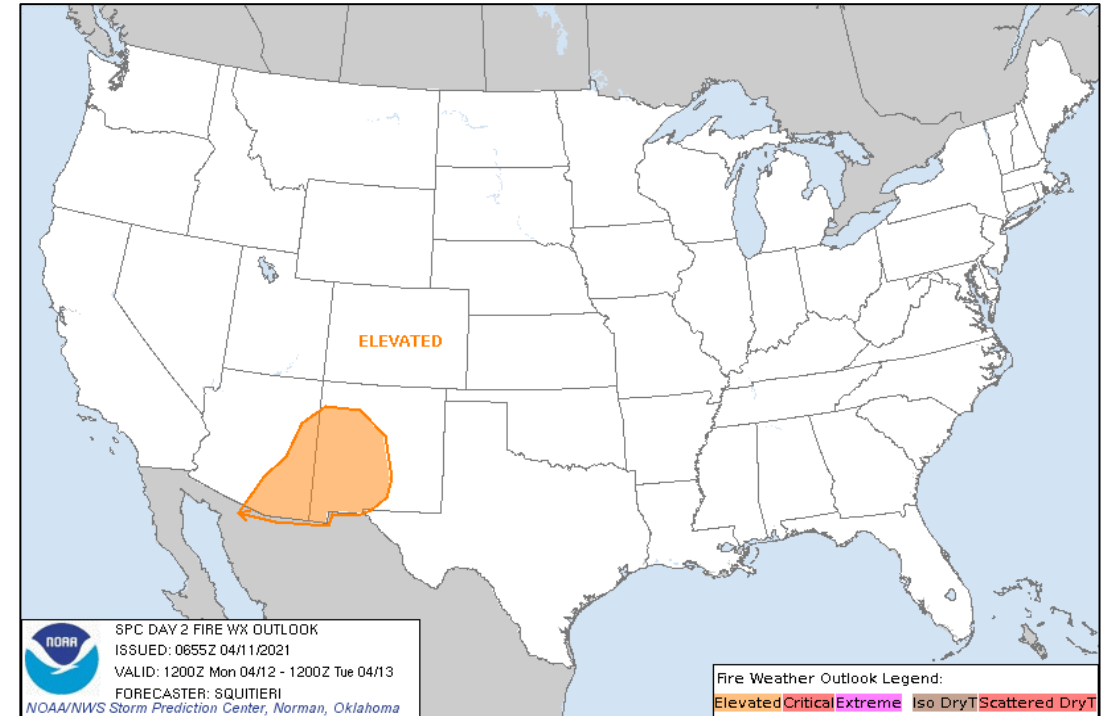 ELEVATED
NOAA
SPC DAY 2 FIRE WX OUTLOOK
ISSUED: 0655Z 04/11/2021
VALID: 1200Z Mon 04/12 - 1200Z Tue 04/13
FORECASTER: SQUITIERI
NOAA/NWS Storm Prediction Center, Norman, Oklahoma
Fire Weather Outlook Legend:
Elevated Critical Extreme Iso DryT Scattered DryT